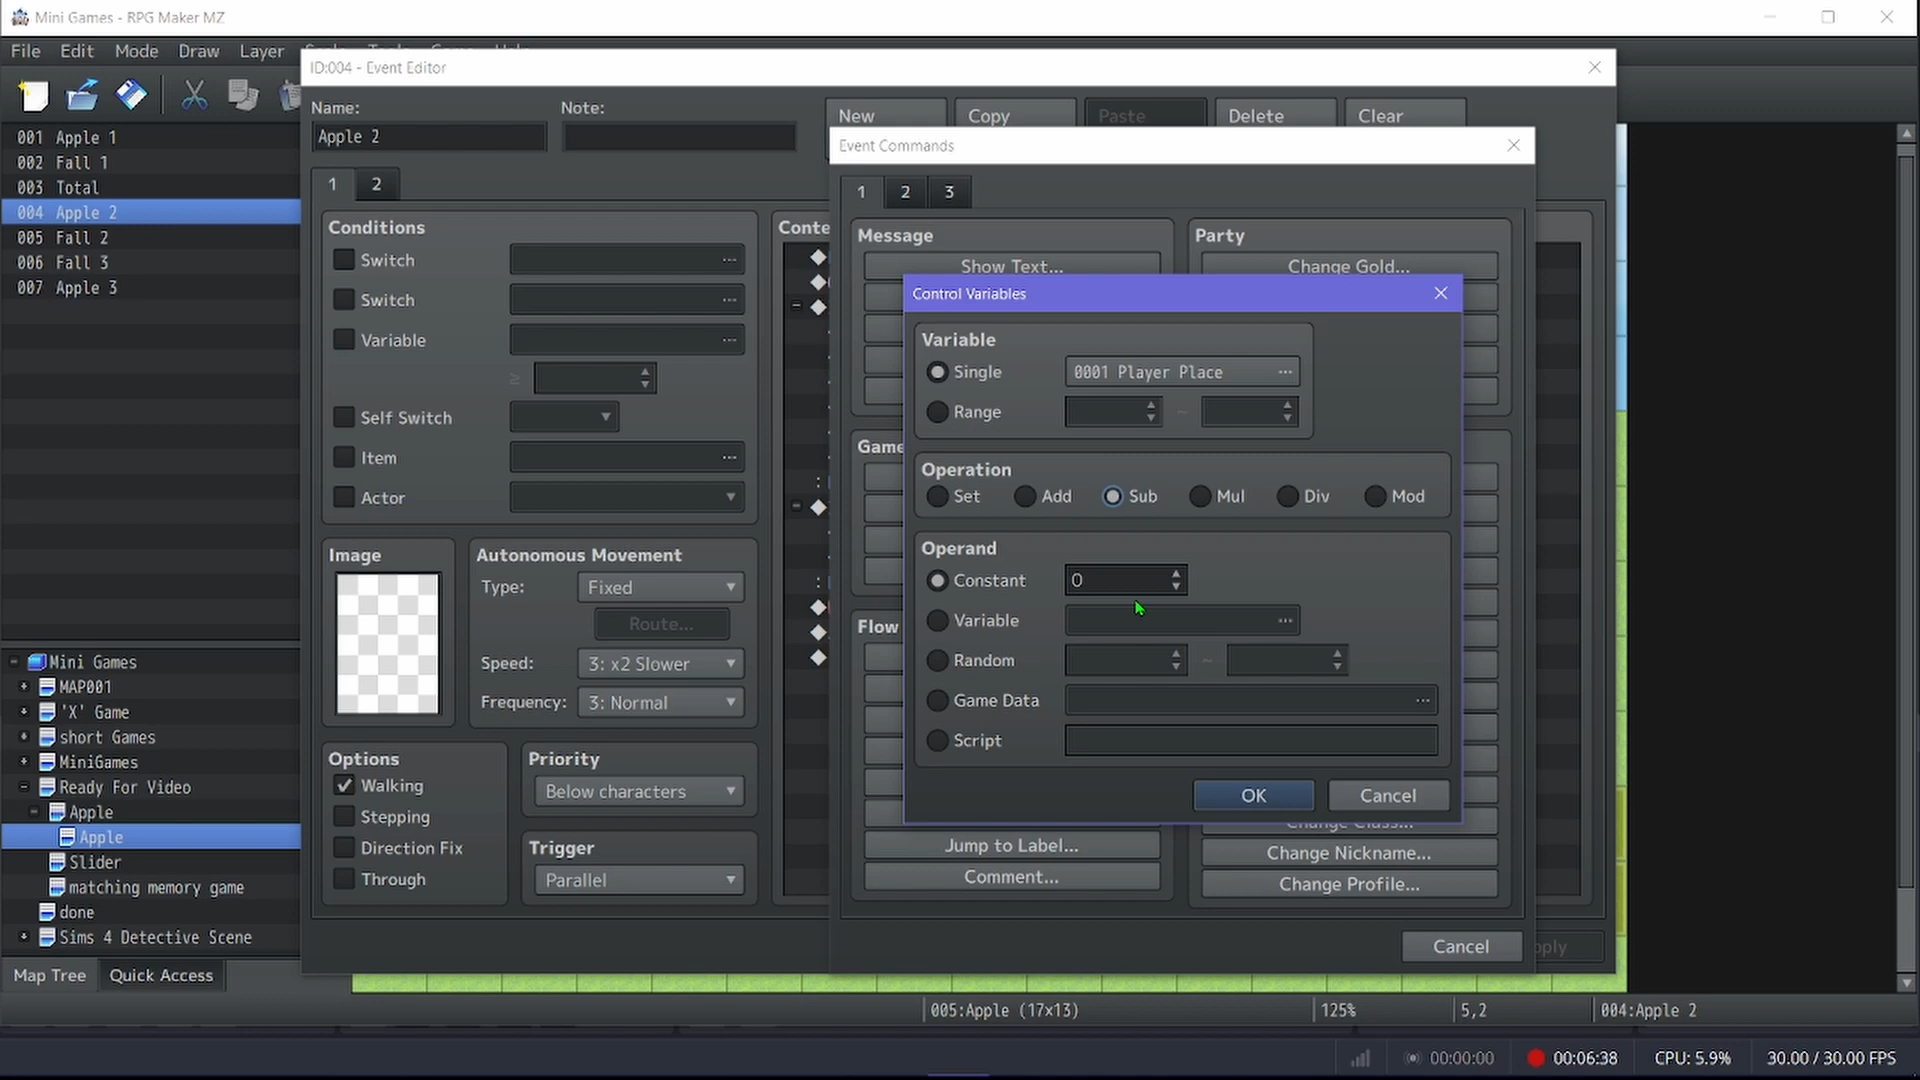 Mini Games - RPG Maker MZ
File Edit Mode Draw Layer
ID:004 - Event Editor
Name: Note:
Apple 2
New Copy Paste Delete Clear
001 Apple 1
002 Fall 1
003 Total
004 Apple 2
005 Fall 2
006 Fall 3
007 Apple 3
1 2
Conditions
Switch ...
Switch ...
Variable ...
≥
Self Switch
Item ...
Actor
Image
Autonomous Movement
Type: Fixed
Route...
Speed: 3: x2 Slower
Frequency: 3: Normal
Options
Walking
Stepping
Direction Fix
Through
Priority
Below characters
Trigger
Parallel
Conte
Event Commands
1 2 3
Message
Show Text...
Party
Change Gold...
Game
Flow
Control Variables
Variable
Single 0001 Player Place ...
Range ~
Operation
Set Add Sub Mul Div Mod
Operand
Constant 0
Variable ...
Random ~
Game Data ...
Script
OK Cancel
Change Class...
Jump to Label...
Change Nickname...
Comment...
Change Profile...
Cancel
pply
Mini Games
MAP001
'X' Game
short Games
MiniGames
Ready For Video
Apple
Apple
Slider
matching memory game
done
Sims 4 Detective Scene
Map Tree Quick Access
005:Apple (17x13) 125% 5,2 004:Apple 2
00:00:00 00:06:38 CPU: 5.9% 30.00 / 30.00 FPS